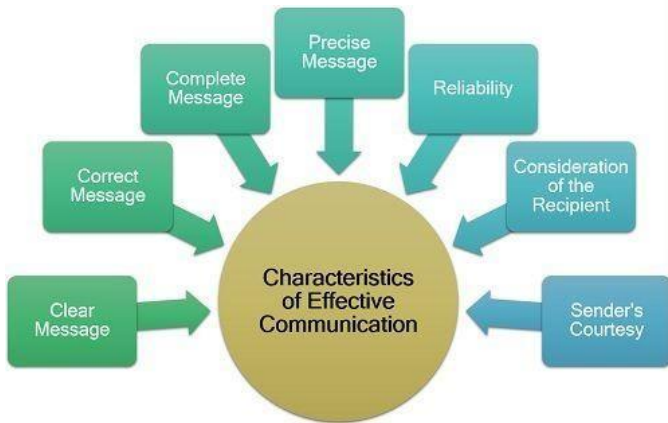 Clear
Message
Correct
Message
Complete
Message
Precise
Message
Reliability
Consideration
of the
Recipient
Sender's
Courtesy
Characteristics
of Effective
Communication